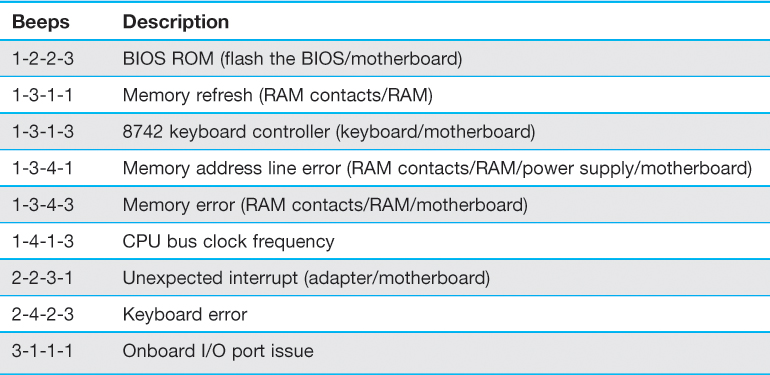 Beeps Description
1-2-2-3 BIOS ROM (flash the BIOS/motherboard)
1-3-1-1 Memory refresh (RAM contacts/RAM)
1-3-1-3 8742 keyboard controller (keyboard/motherboard)
1-3-4-1 Memory address line error (RAM contacts/RAM/power supply/motherboard)
1-3-4-3 Memory error (RAM contacts/RAM/motherboard)
1-4-1-3 CPU bus clock frequency
2-2-3-1 Unexpected interrupt (adapter/motherboard)
2-4-2-3 Keyboard error
3-1-1-1 Onboard I/O port issue